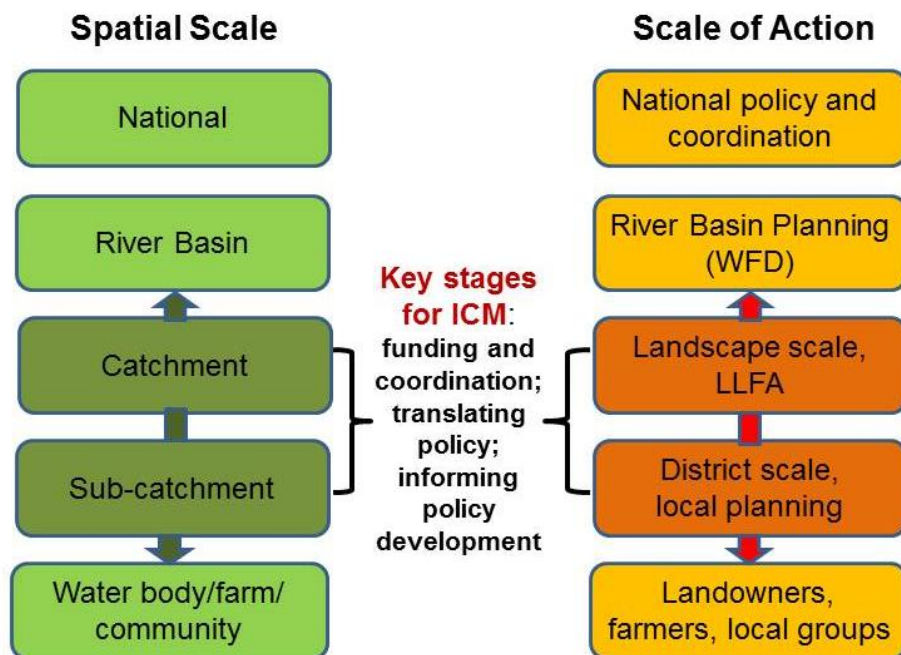 Spatial Scale
National
River Basin
Catchment
Sub-catchment
Water body/farm/
community
Key stages
for ICM:
funding and
coordination;
translating
policy;
informing
policy
development
Scale of Action
National policy and
coordination
River Basin Planning
(WFD)
Landscape scale,
LLFA
District scale,
local planning
Landowners,
farmers, local groups